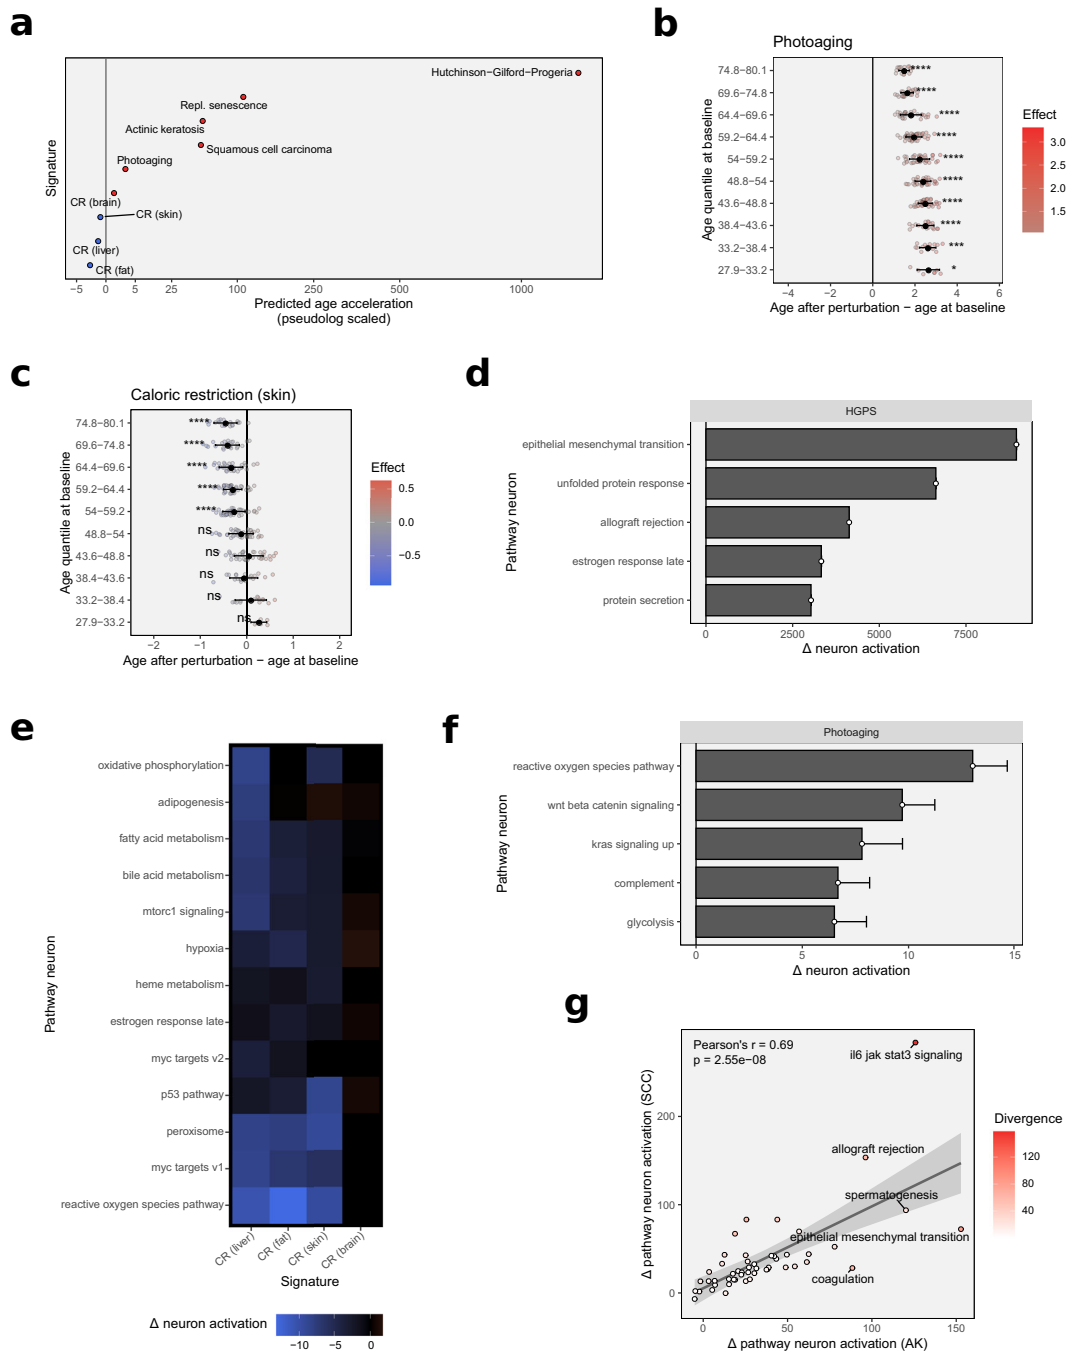 a
Signature
Hutchinson−Gilford−Progeria
Repl. senescence
Actinic keratosis
Squamous cell carcinoma
Photoaging
CR (brain)
CR (skin)
CR (liver)
CR (fat)
−5 0 5 25 100 250 500 1000
Predicted age acceleration
(pseudolog scaled)
b
Photoaging
Age quantile at baseline
74.8−80.1 ****
69.6−74.8 ****
64.4−69.6 ****
59.2−64.4 ****
54−59.2 ****
48.8−54 ****
43.6−48.8 ****
38.4−43.6 ****
33.2−38.4 ***
27.9−33.2 *
−4 −2 0 2 4 6
Age after perturbation − age at baseline
Effect
3.0
2.5
2.0
1.5
c
Caloric restriction (skin)
Age quantile at baseline
74.8−80.1 ****
69.6−74.8 ****
64.4−69.6 ****
59.2−64.4 ****
54−59.2 ****
48.8−54 ns
43.6−48.8 ns
38.4−43.6 ns
33.2−38.4 ns
27.9−33.2 ns
−2 −1 0 1 2
Age after perturbation − age at baseline
Effect
0.5
0.0
−0.5
d
HGPS
Pathway neuron
epithelial mesenchymal transition
unfolded protein response
allograft rejection
estrogen response late
protein secretion
0 2500 5000 7500
Δ neuron activation
e
Pathway neuron
oxidative phosphorylation
adipogenesis
fatty acid metabolism
bile acid metabolism
mtorc1 signaling
hypoxia
heme metabolism
estrogen response late
myc targets v2
p53 pathway
peroxisome
myc targets v1
reactive oxygen species pathway
CR (liver)
CR (fat)
CR (skin)
CR (brain)
Signature
Δ neuron activation
−10 −5 0
f
Photoaging
Pathway neuron
reactive oxygen species pathway
wnt beta catenin signaling
kras signaling up
complement
glycolysis
0 5 10 15
Δ neuron activation
g
Δ pathway neuron activation (SCC)
Pearson's r = 0.69
p = 2.55e−08
il6 jak stat3 signaling
allograft rejection
spermatogenesis
epithelial mesenchymal transition
coagulation
200
100
0
0 50 100 150
Δ pathway neuron activation (AK)
Divergence
120
80
40